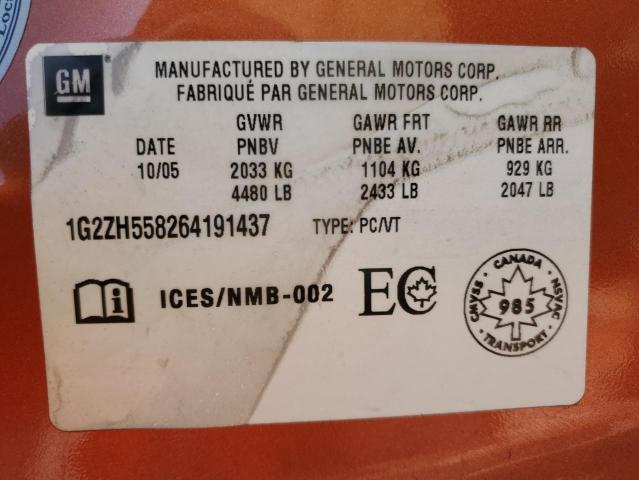 Loca
GM
MANUFACTURED BY GENERAL MOTORS CORP.
FABRIQUÉ PAR GENERAL MOTORS CORP.
GVWR GAWR FRT GAWR RR
DATE PNBV PNBE AV. PNBE ARR.
10/05 2033 KG 1104 KG 929 KG
4480 LB 2433 LB 2047 LB
1G2ZH558264191437 TYPE: PC/VT
i ICES/NMB-002 EC
CMVSS · CANADA · NSVAC
985
· TRANSPORT ·